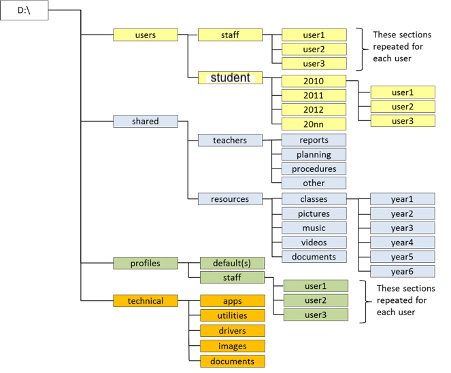 D:\
users
staff
user1
user2
user3
These sections
repeated for
each user
student
2010
2011
2012
20nn
user1
user2
user3
shared
teachers
reports
planning
procedures
other
resources
classes
pictures
music
videos
documents
year1
year2
year3
year4
year5
year6
profiles
default(s)
staff
user1
user2
user3
These sections
repeated for
each user
technical
apps
utilities
drivers
images
documents